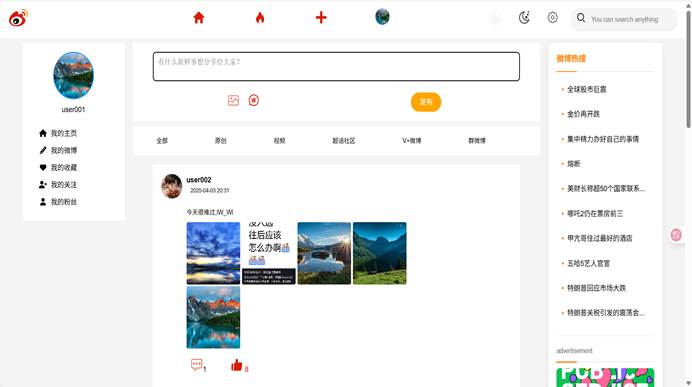 You can search anything
user001
我的主页
我的微博
我的收藏
我的关注
我的粉丝
有什么新鲜事想分享给大家?
发布
全部
原创
视频
超话社区
V+微博
群微博
user002
2025-04-03 20:31
今天很难过,IW_WI
没人选
往后应该
怎么办啊
1
8
微博热搜
全球股市巨震
金价再开跌
集中精力办好自己的事情
熔断
美财长称超50个国家联系...
哪吒2仍在票房前三
甲亢哥住过最好的酒店
五哈5艺人官宣
特朗普回应市场大跌
特朗普关税引发的震荡会...
advertisement
PUBLIC